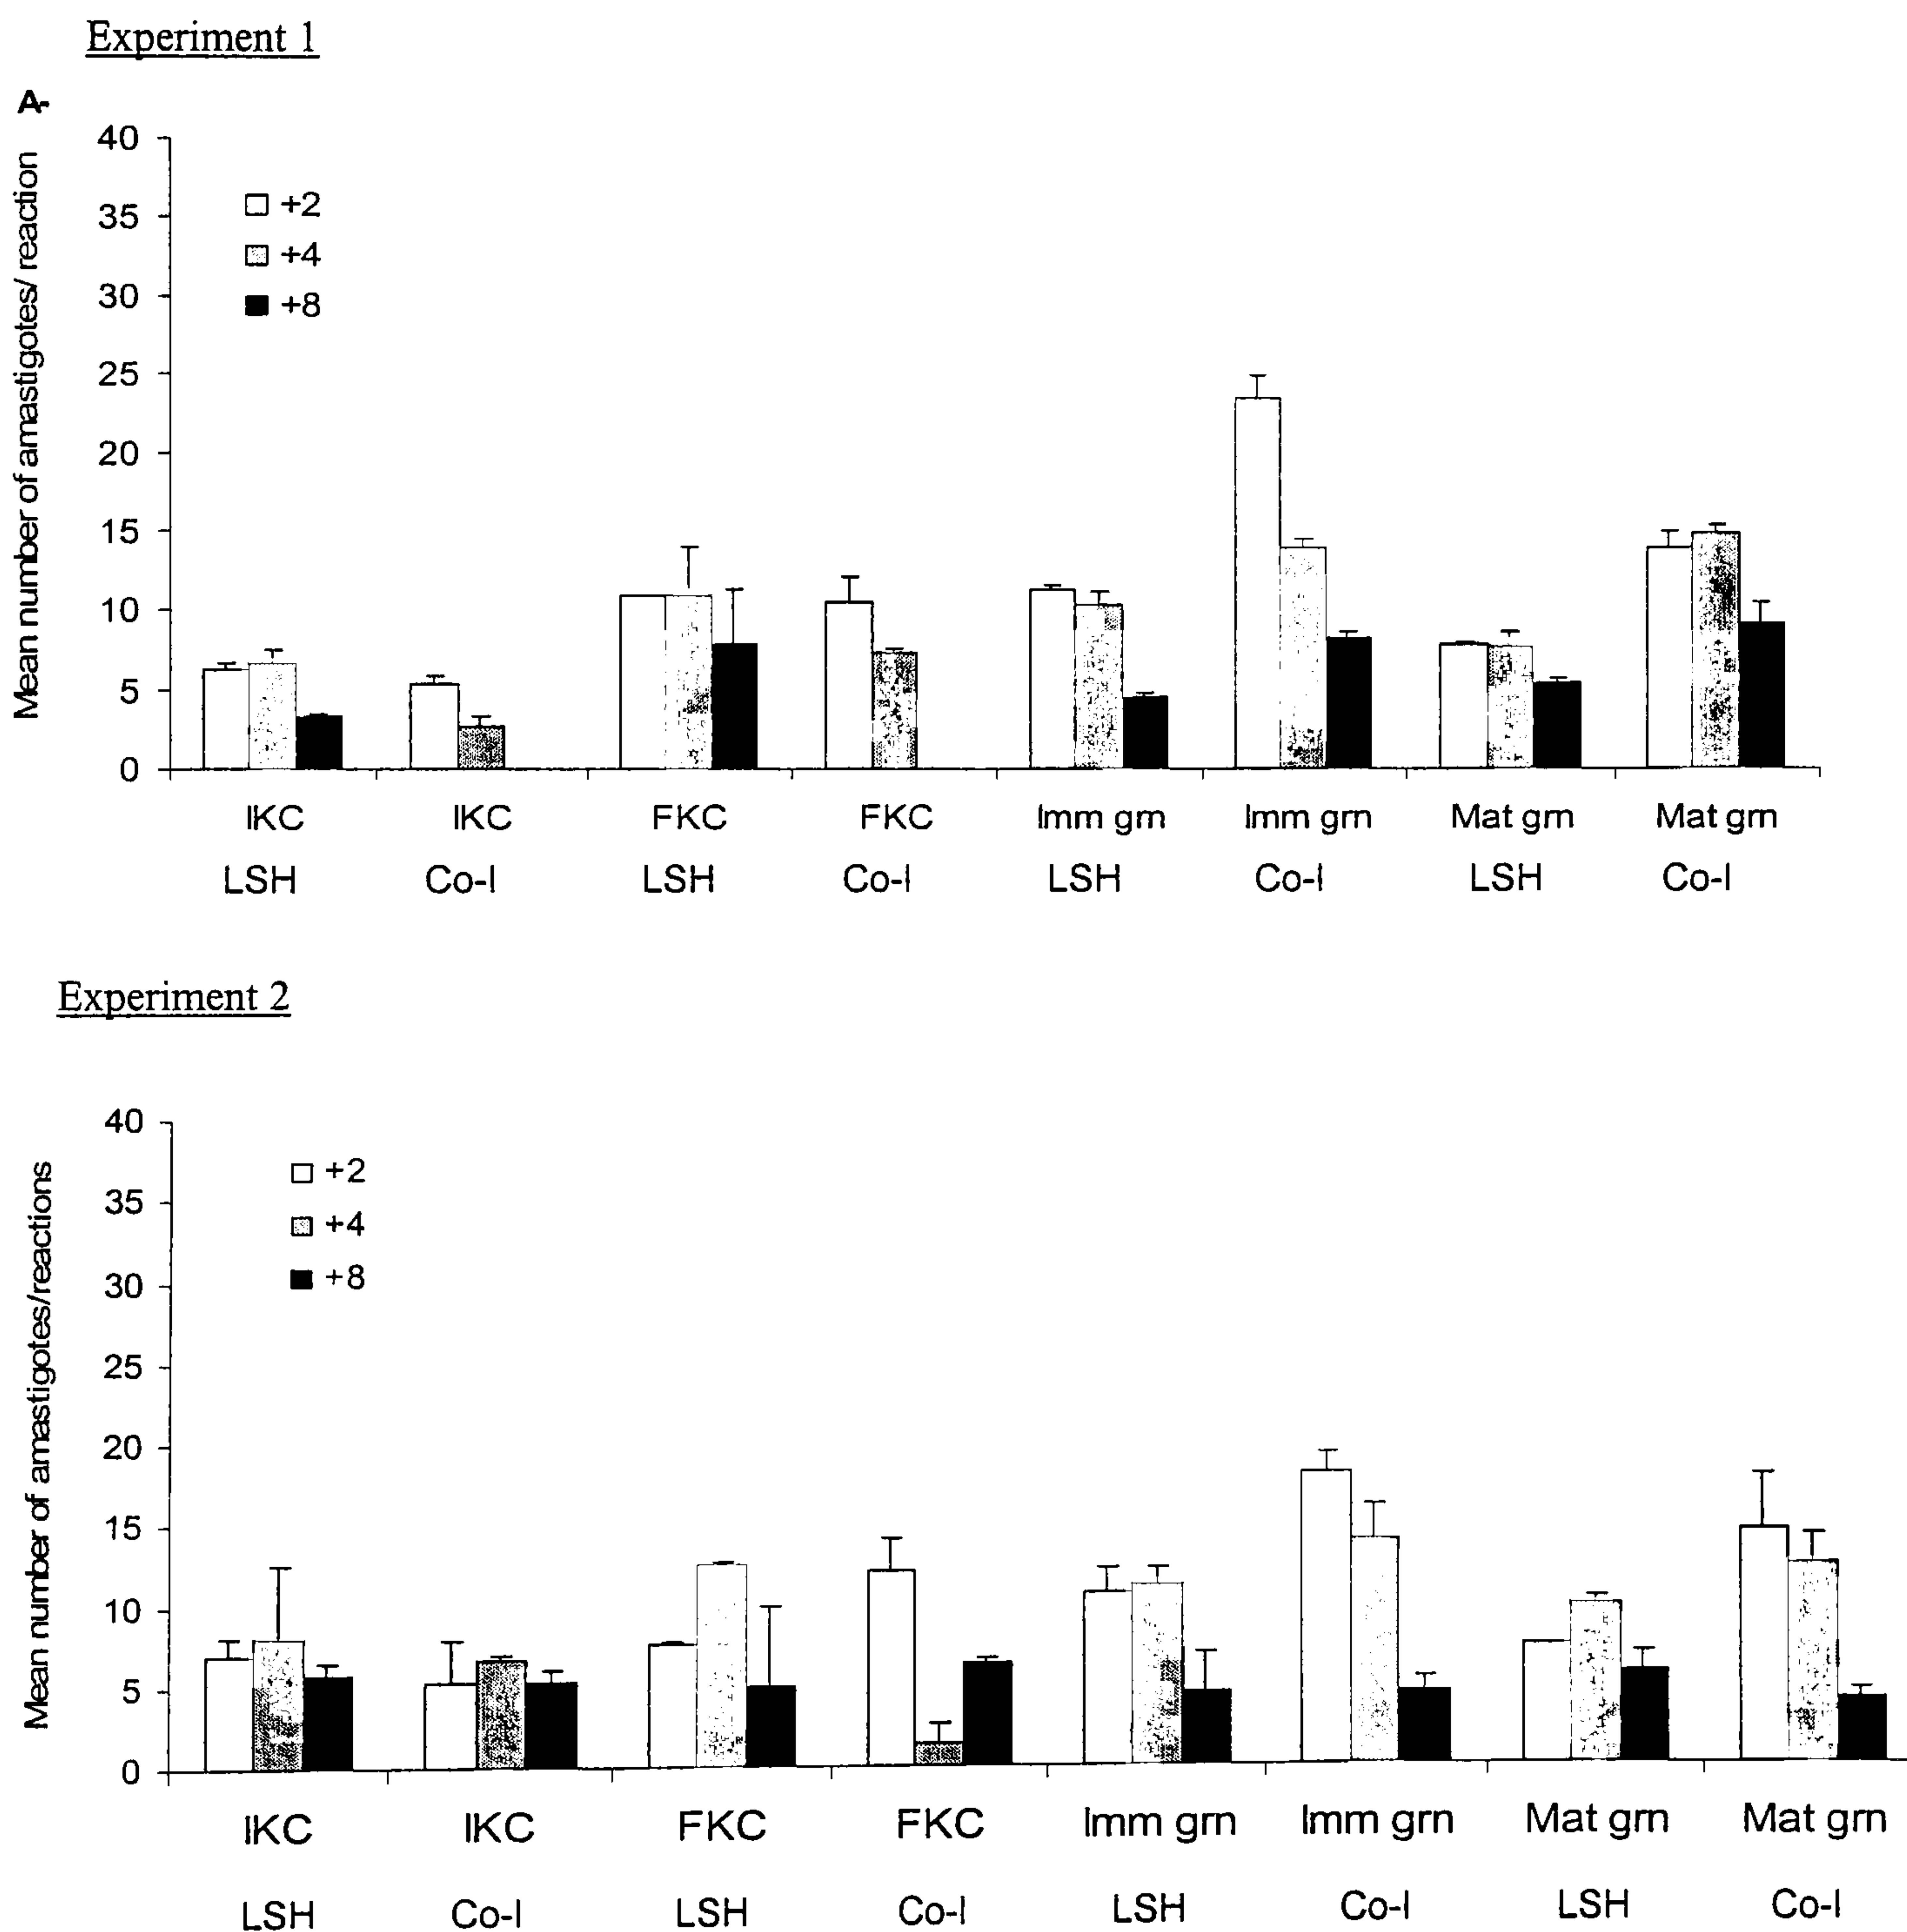 Experiment 1
A-
Mean number of amastigotes/ reaction
40
35
30
25
20
15
10
5
0
+2
+4
+8
IKC IKC FKC FKC Imm grn Imm grn Mat grn Mat grn
LSH Co-I LSH Co-I LSH Co-I LSH Co-I
Experiment 2
Mean number of amastigotes/reactions
40
35
30
25
20
15
10
5
0
+2
+4
+8
IKC IKC FKC FKC Imm grn Imm grn Mat grn Mat grn
LSH Co-I LSH Co-I LSH Co-I LSH Co-I